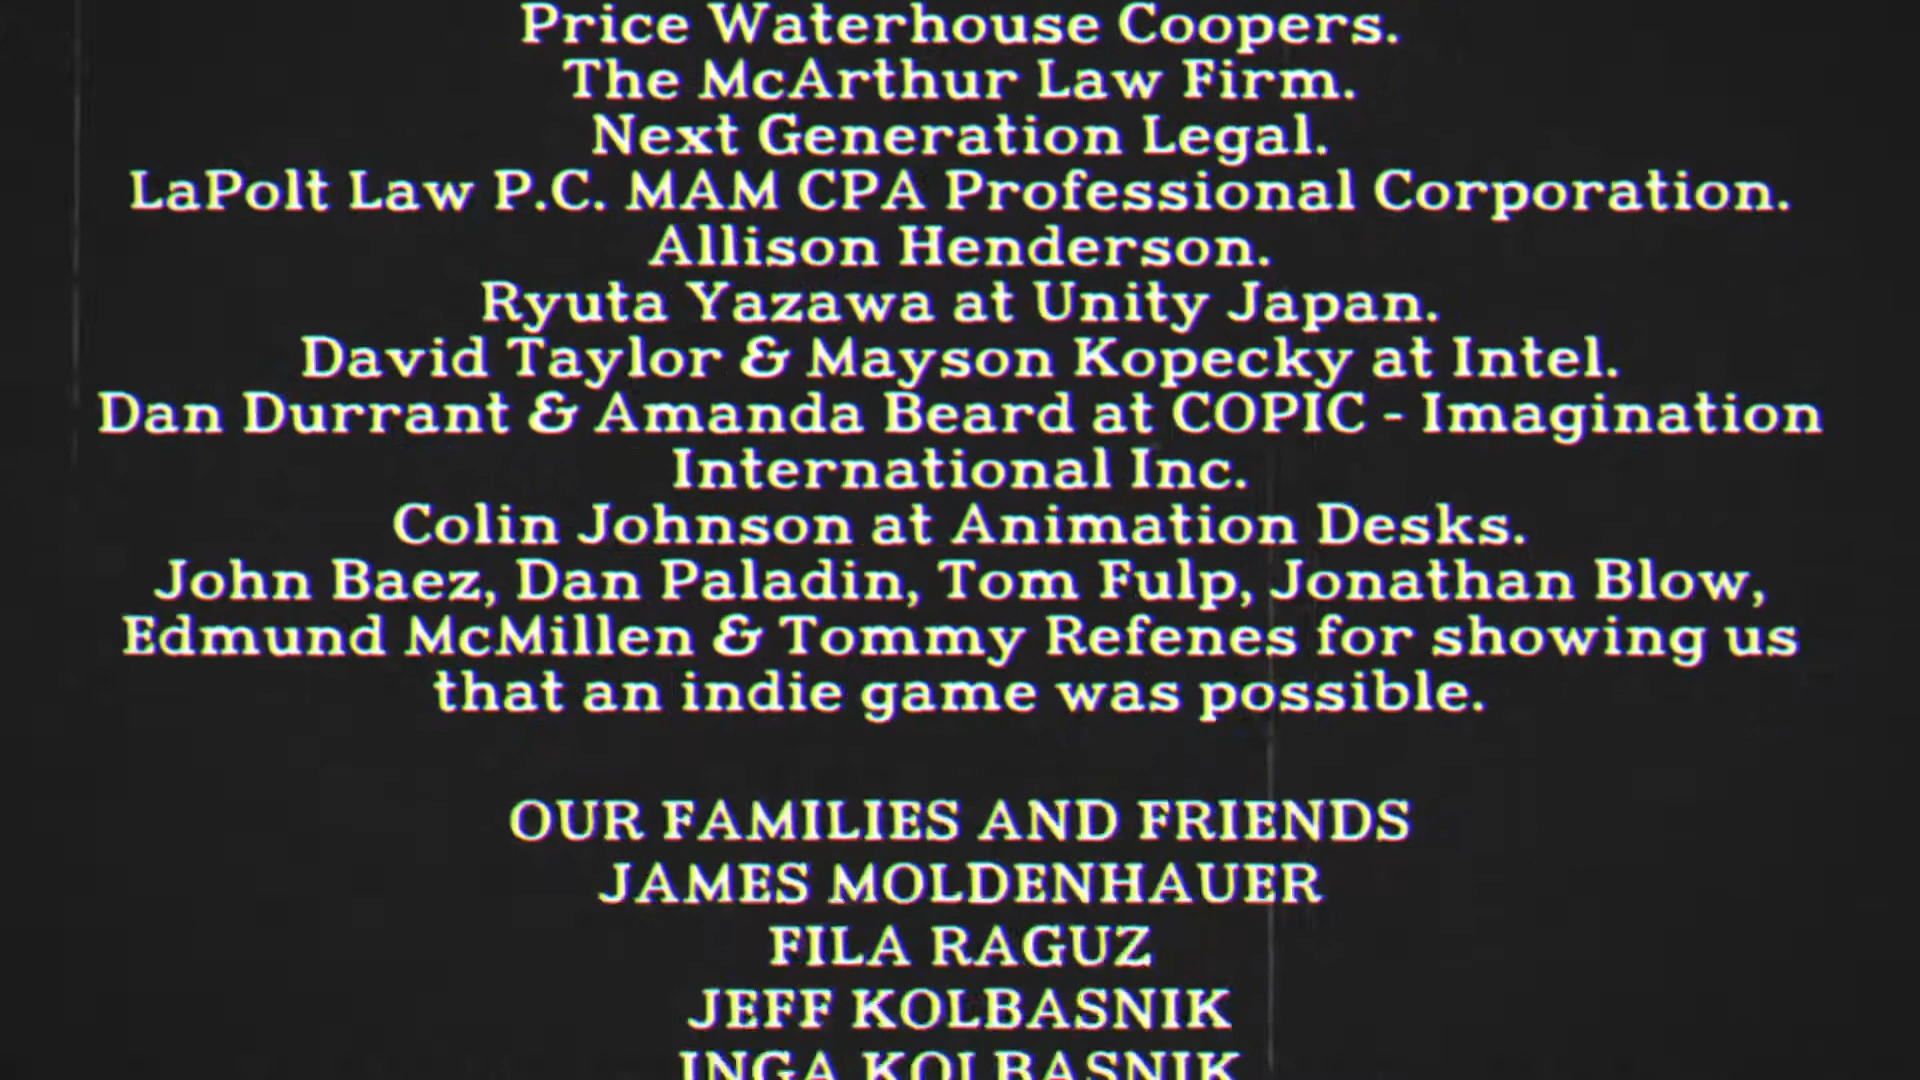 Price Waterhouse Coopers.
The McArthur Law Firm.
Next Generation Legal.
LaPolt Law P.C. MAM CPA Professional Corporation.
Allison Henderson.
Ryuta Yazawa at Unity Japan.
David Taylor & Mayson Kopecky at Intel.
Dan Durrant & Amanda Beard at COPIC - Imagination
International Inc.
Colin Johnson at Animation Desks.
John Baez, Dan Paladin, Tom Fulp, Jonathan Blow,
Edmund McMillen & Tommy Refenes for showing us
that an indie game was possible.
OUR FAMILIES AND FRIENDS
JAMES MOLDENHAUER
FILA RAGUZ
JEFF KOLBASNIK
INGA KOLBASNIK